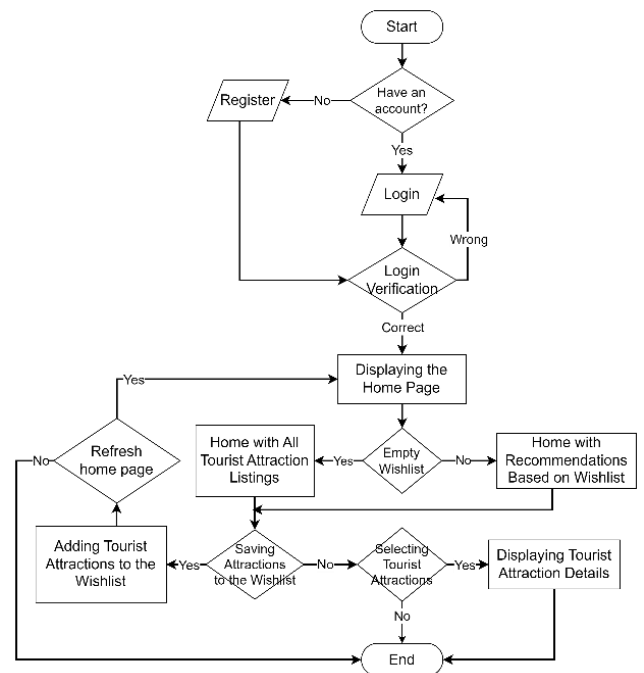 Start
Have an
account?
No
Register
Yes
Login
Wrong
Login
Verification
Correct
Displaying the
Home Page
Yes
Refresh
home page
No
Home with All
Tourist Attraction
Listings
Yes
Empty
Wishlist
No
Home with
Recommendations
Based on Wishlist
Adding Tourist
Attractions to the
Wishlist
Yes
Saving
Attractions
to the Wishlist
No
Selecting
Tourist
Attractions
Yes
Displaying Tourist
Attraction Details
No
End